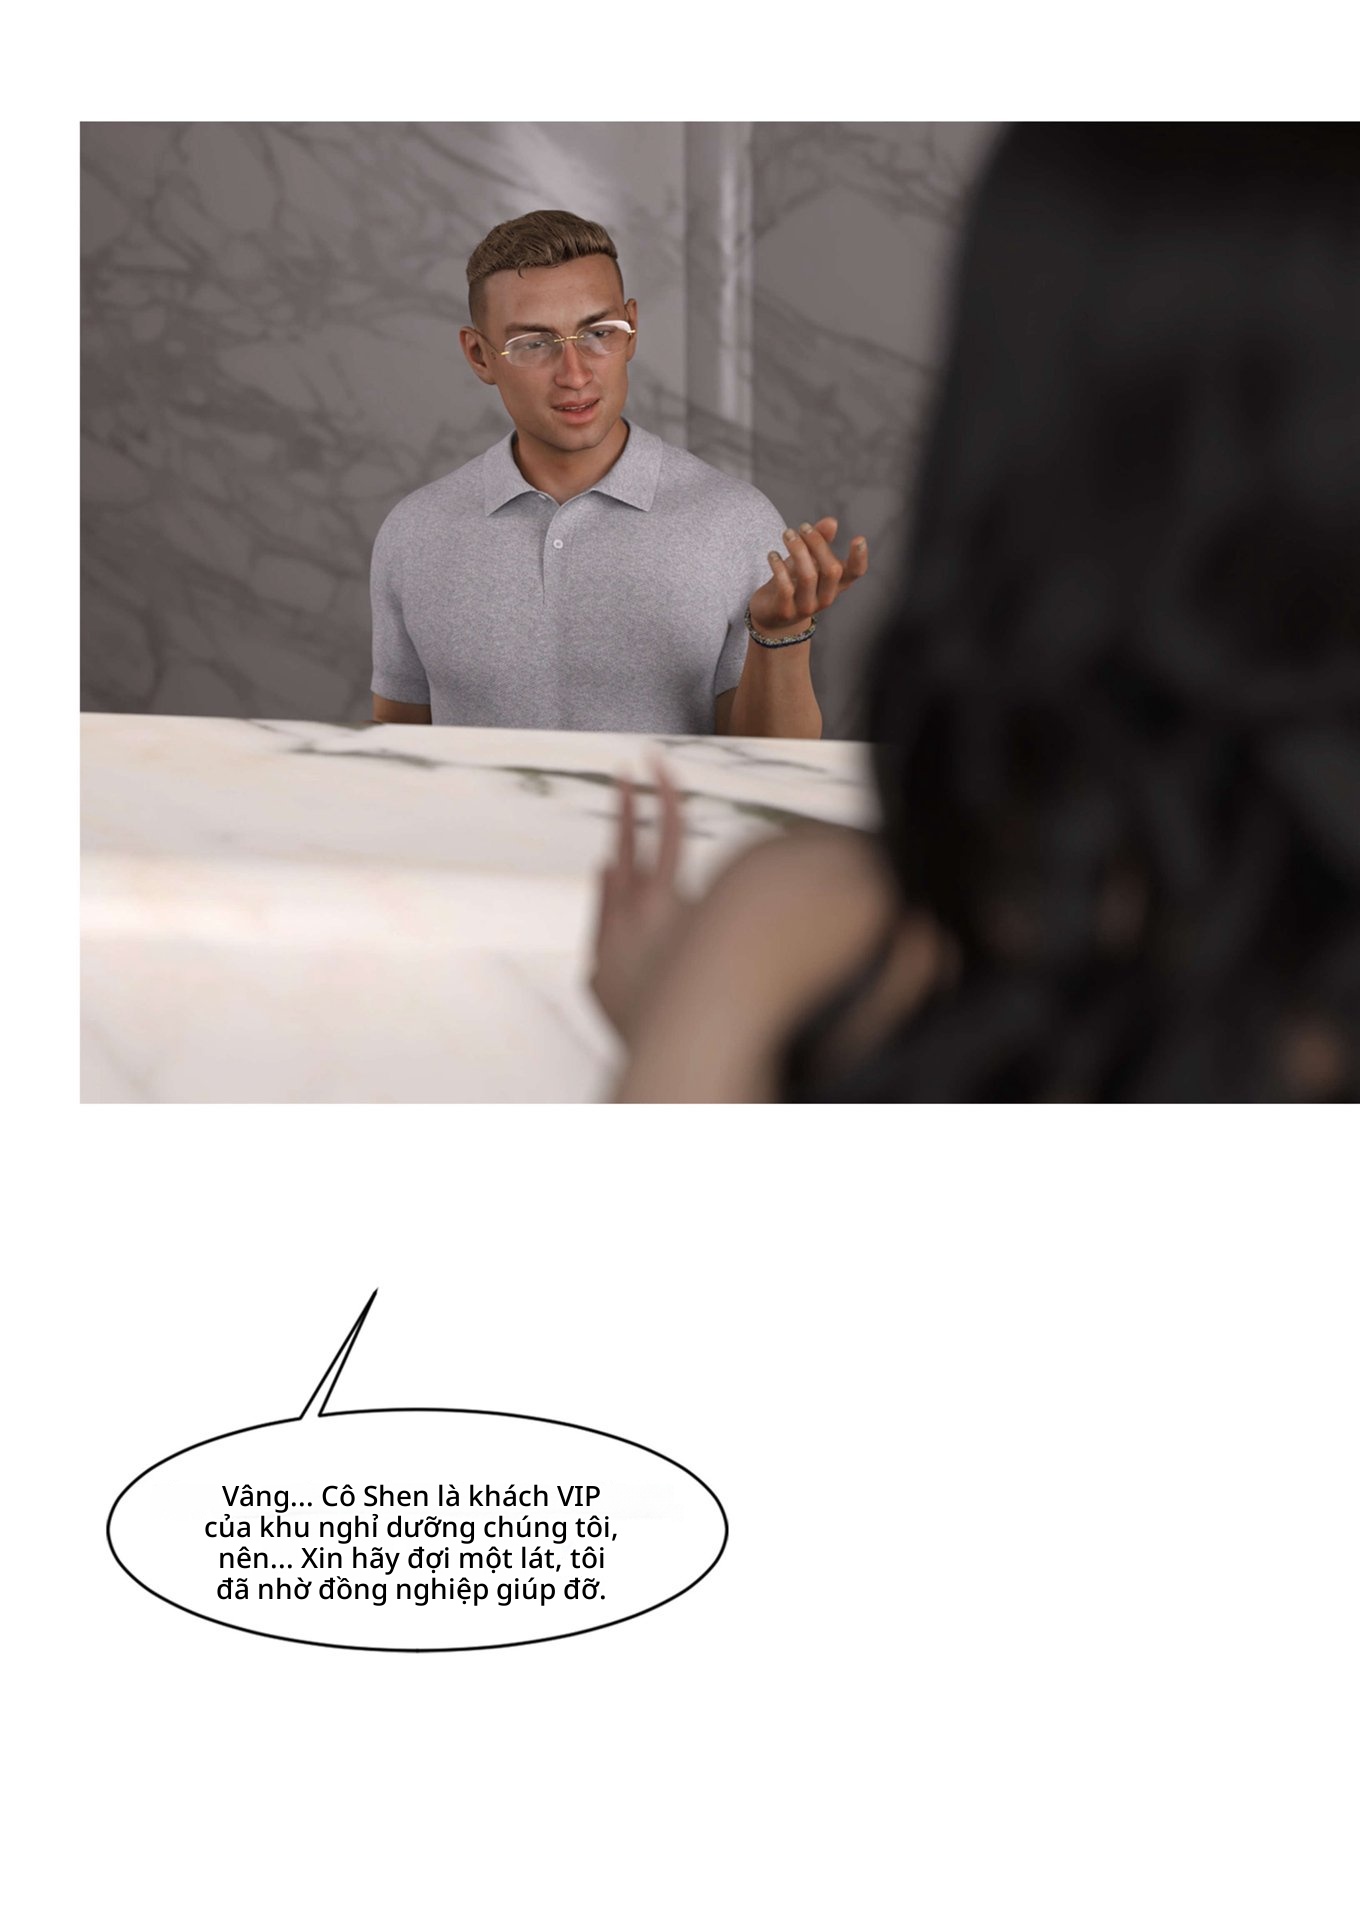 Vâng... Cô Shen là khách VIP
của khu nghỉ dưỡng chúng tôi,
nên... Xin hãy đợi một lát, tôi
đã nhờ đồng nghiệp giúp đỡ.